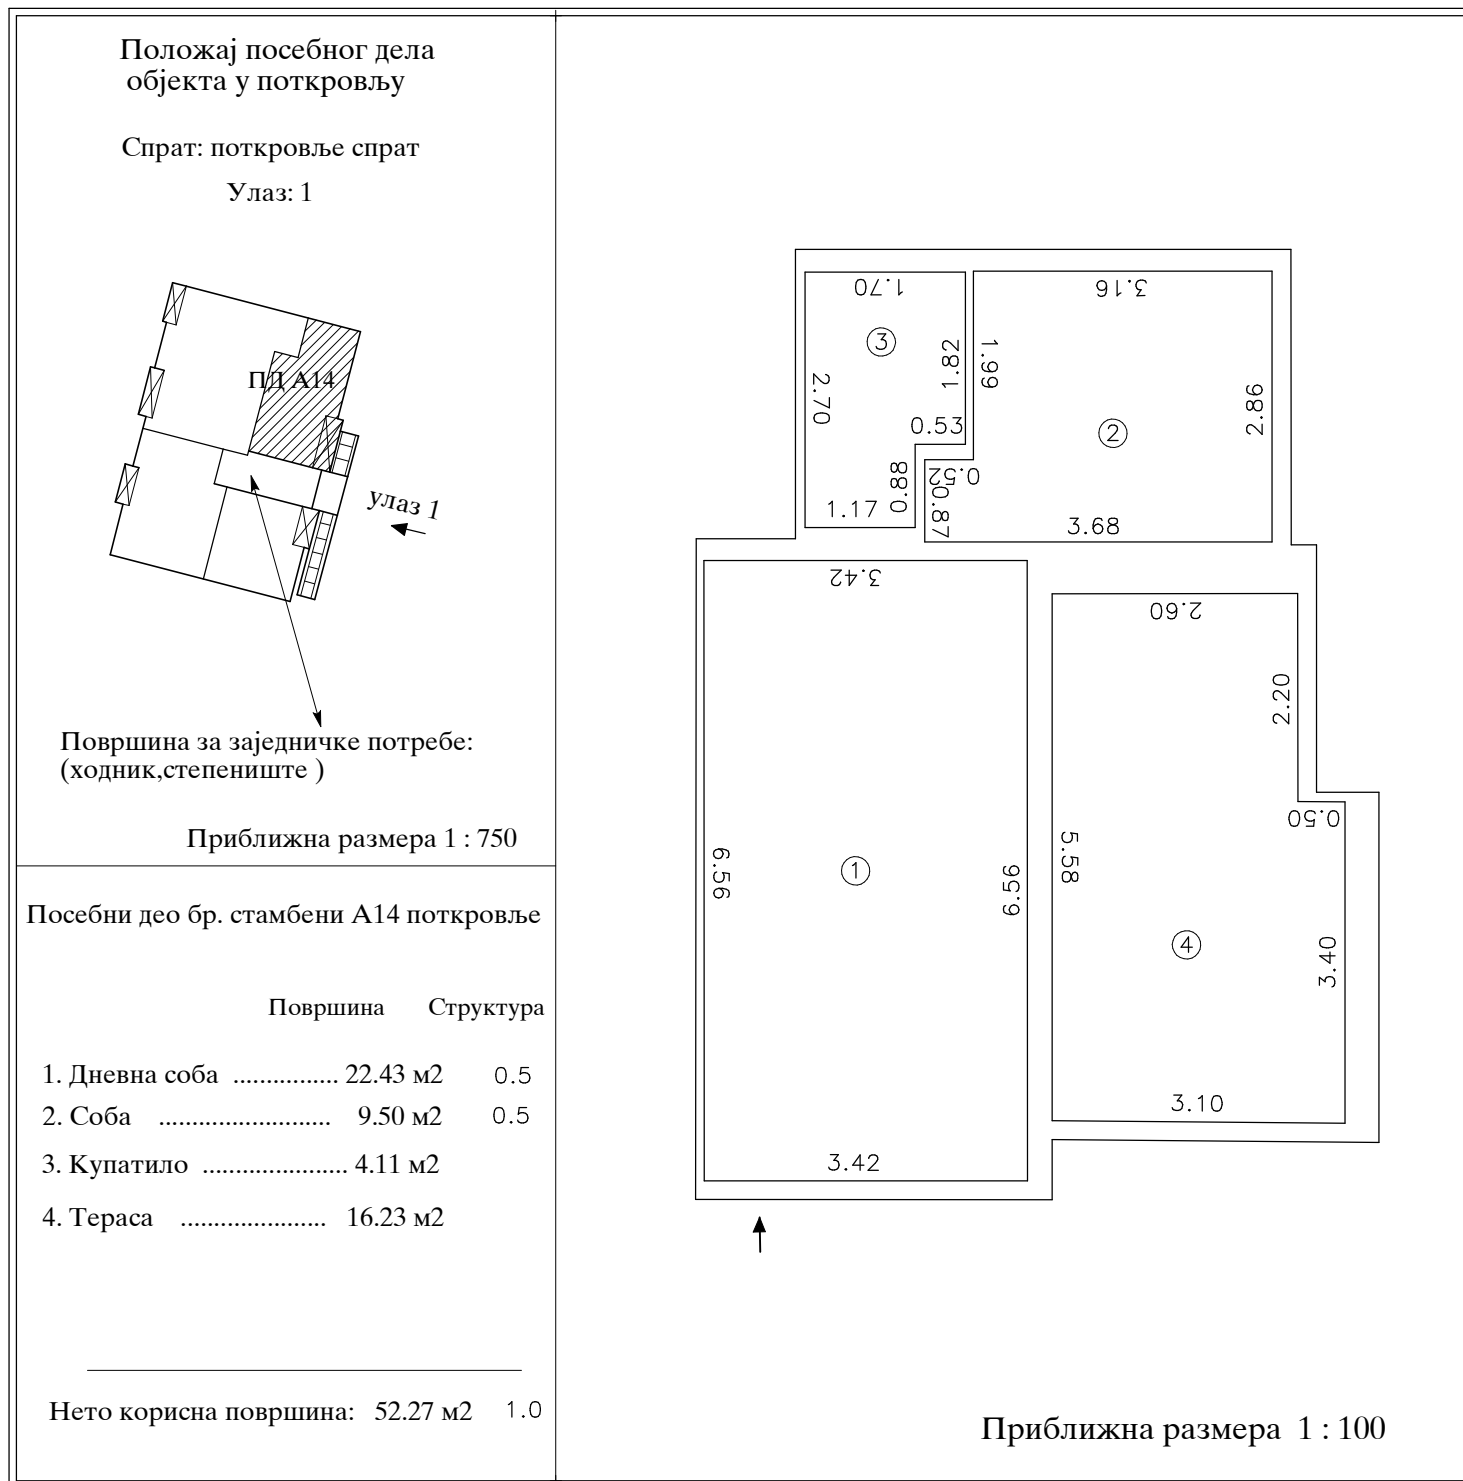 Положај посебног дела
објекта у поткровљу
Спрат: поткровље спрат
Улаз: 1
ПД А14
улаз 1
Површина за заједничке потребе:
(ходник,степениште )
Приближна размера 1 : 750
Посебни део бр. стамбени А14 поткровље
Површина Структура
1. Дневна соба ................ 22.43 м2 0.5
2. Соба .......................... 9.50 м2 0.5
3. Купатило ...................... 4.11 м2
4. Тераса ...................... 16.23 м2
Нето корисна површина: 52.27 м2 1.0
1.70
3.16
3
1.82
1.99
2.70
2.86
0.53
2
0.52
0.88
0.87
1.17
3.68
3.42
2.60
2.20
0.50
6.56
1
6.56
5.58
4
3.40
3.10
3.42
Приближна размера 1 : 100